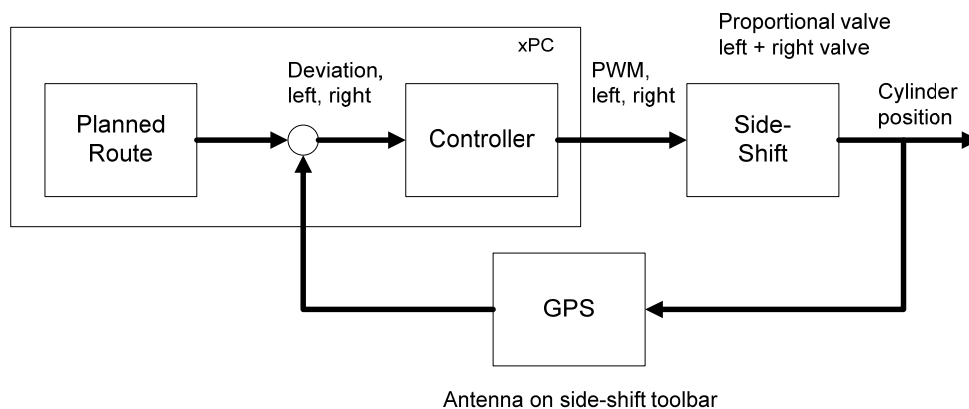 Proportional valve
left + right valve
xPC
Deviation,
left, right
PWM,
left, right
Cylinder
position
Planned
Route
Controller
Side-
Shift
GPS
Antenna on side-shift toolbar